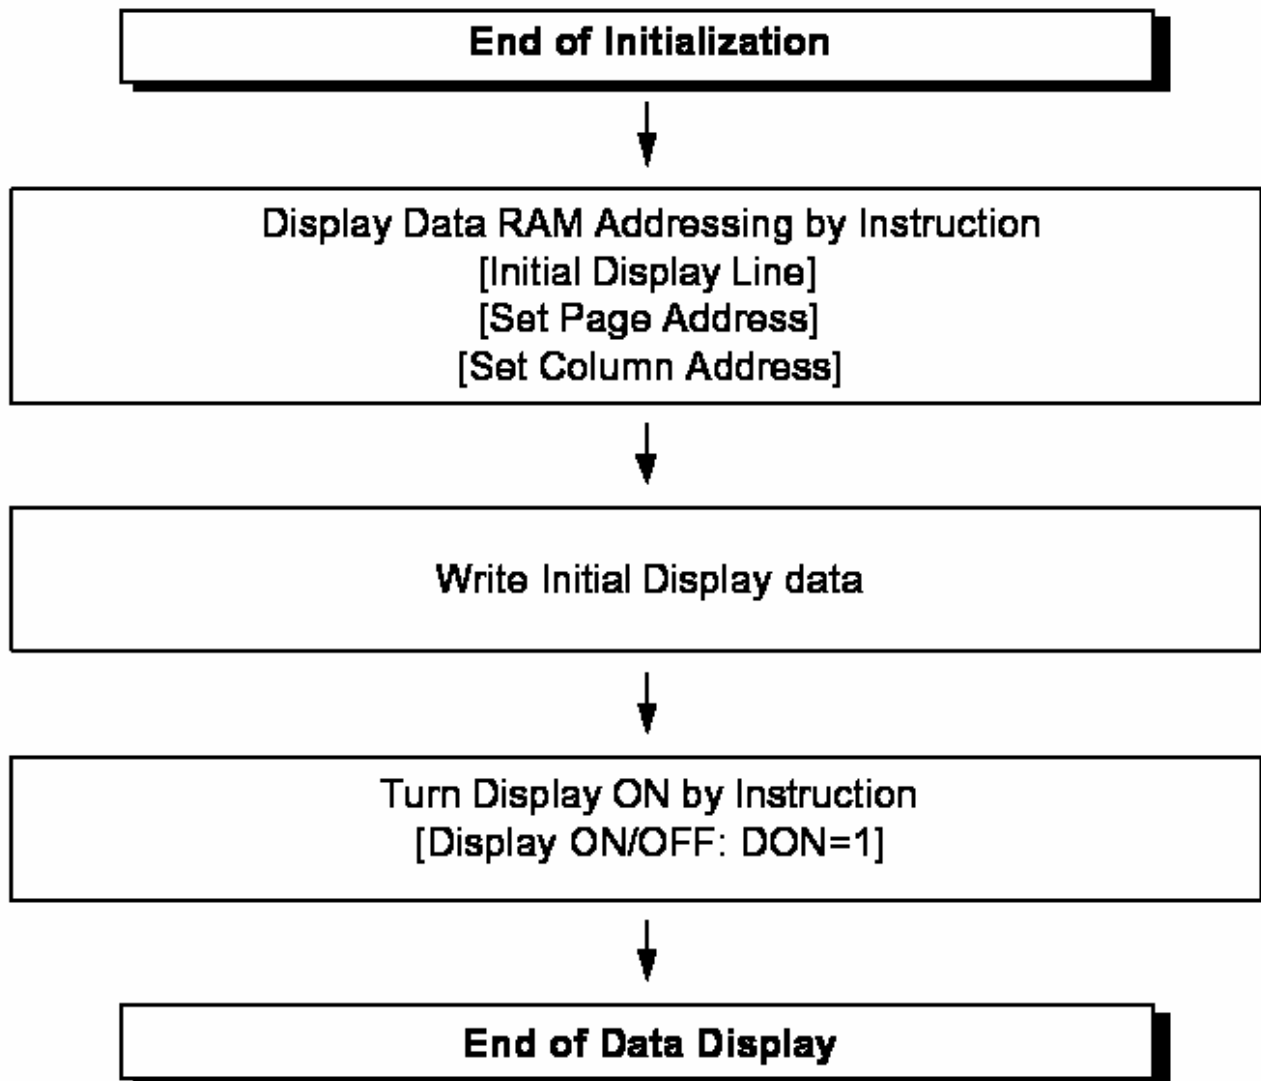 End of Initialization
Display Data RAM Addressing by Instruction
[Initial Display Line]
[Set Page Address]
[Set Column Address]
Write Initial Display data
Turn Display ON by Instruction
[Display ON/OFF: DON=1]
End of Data Display